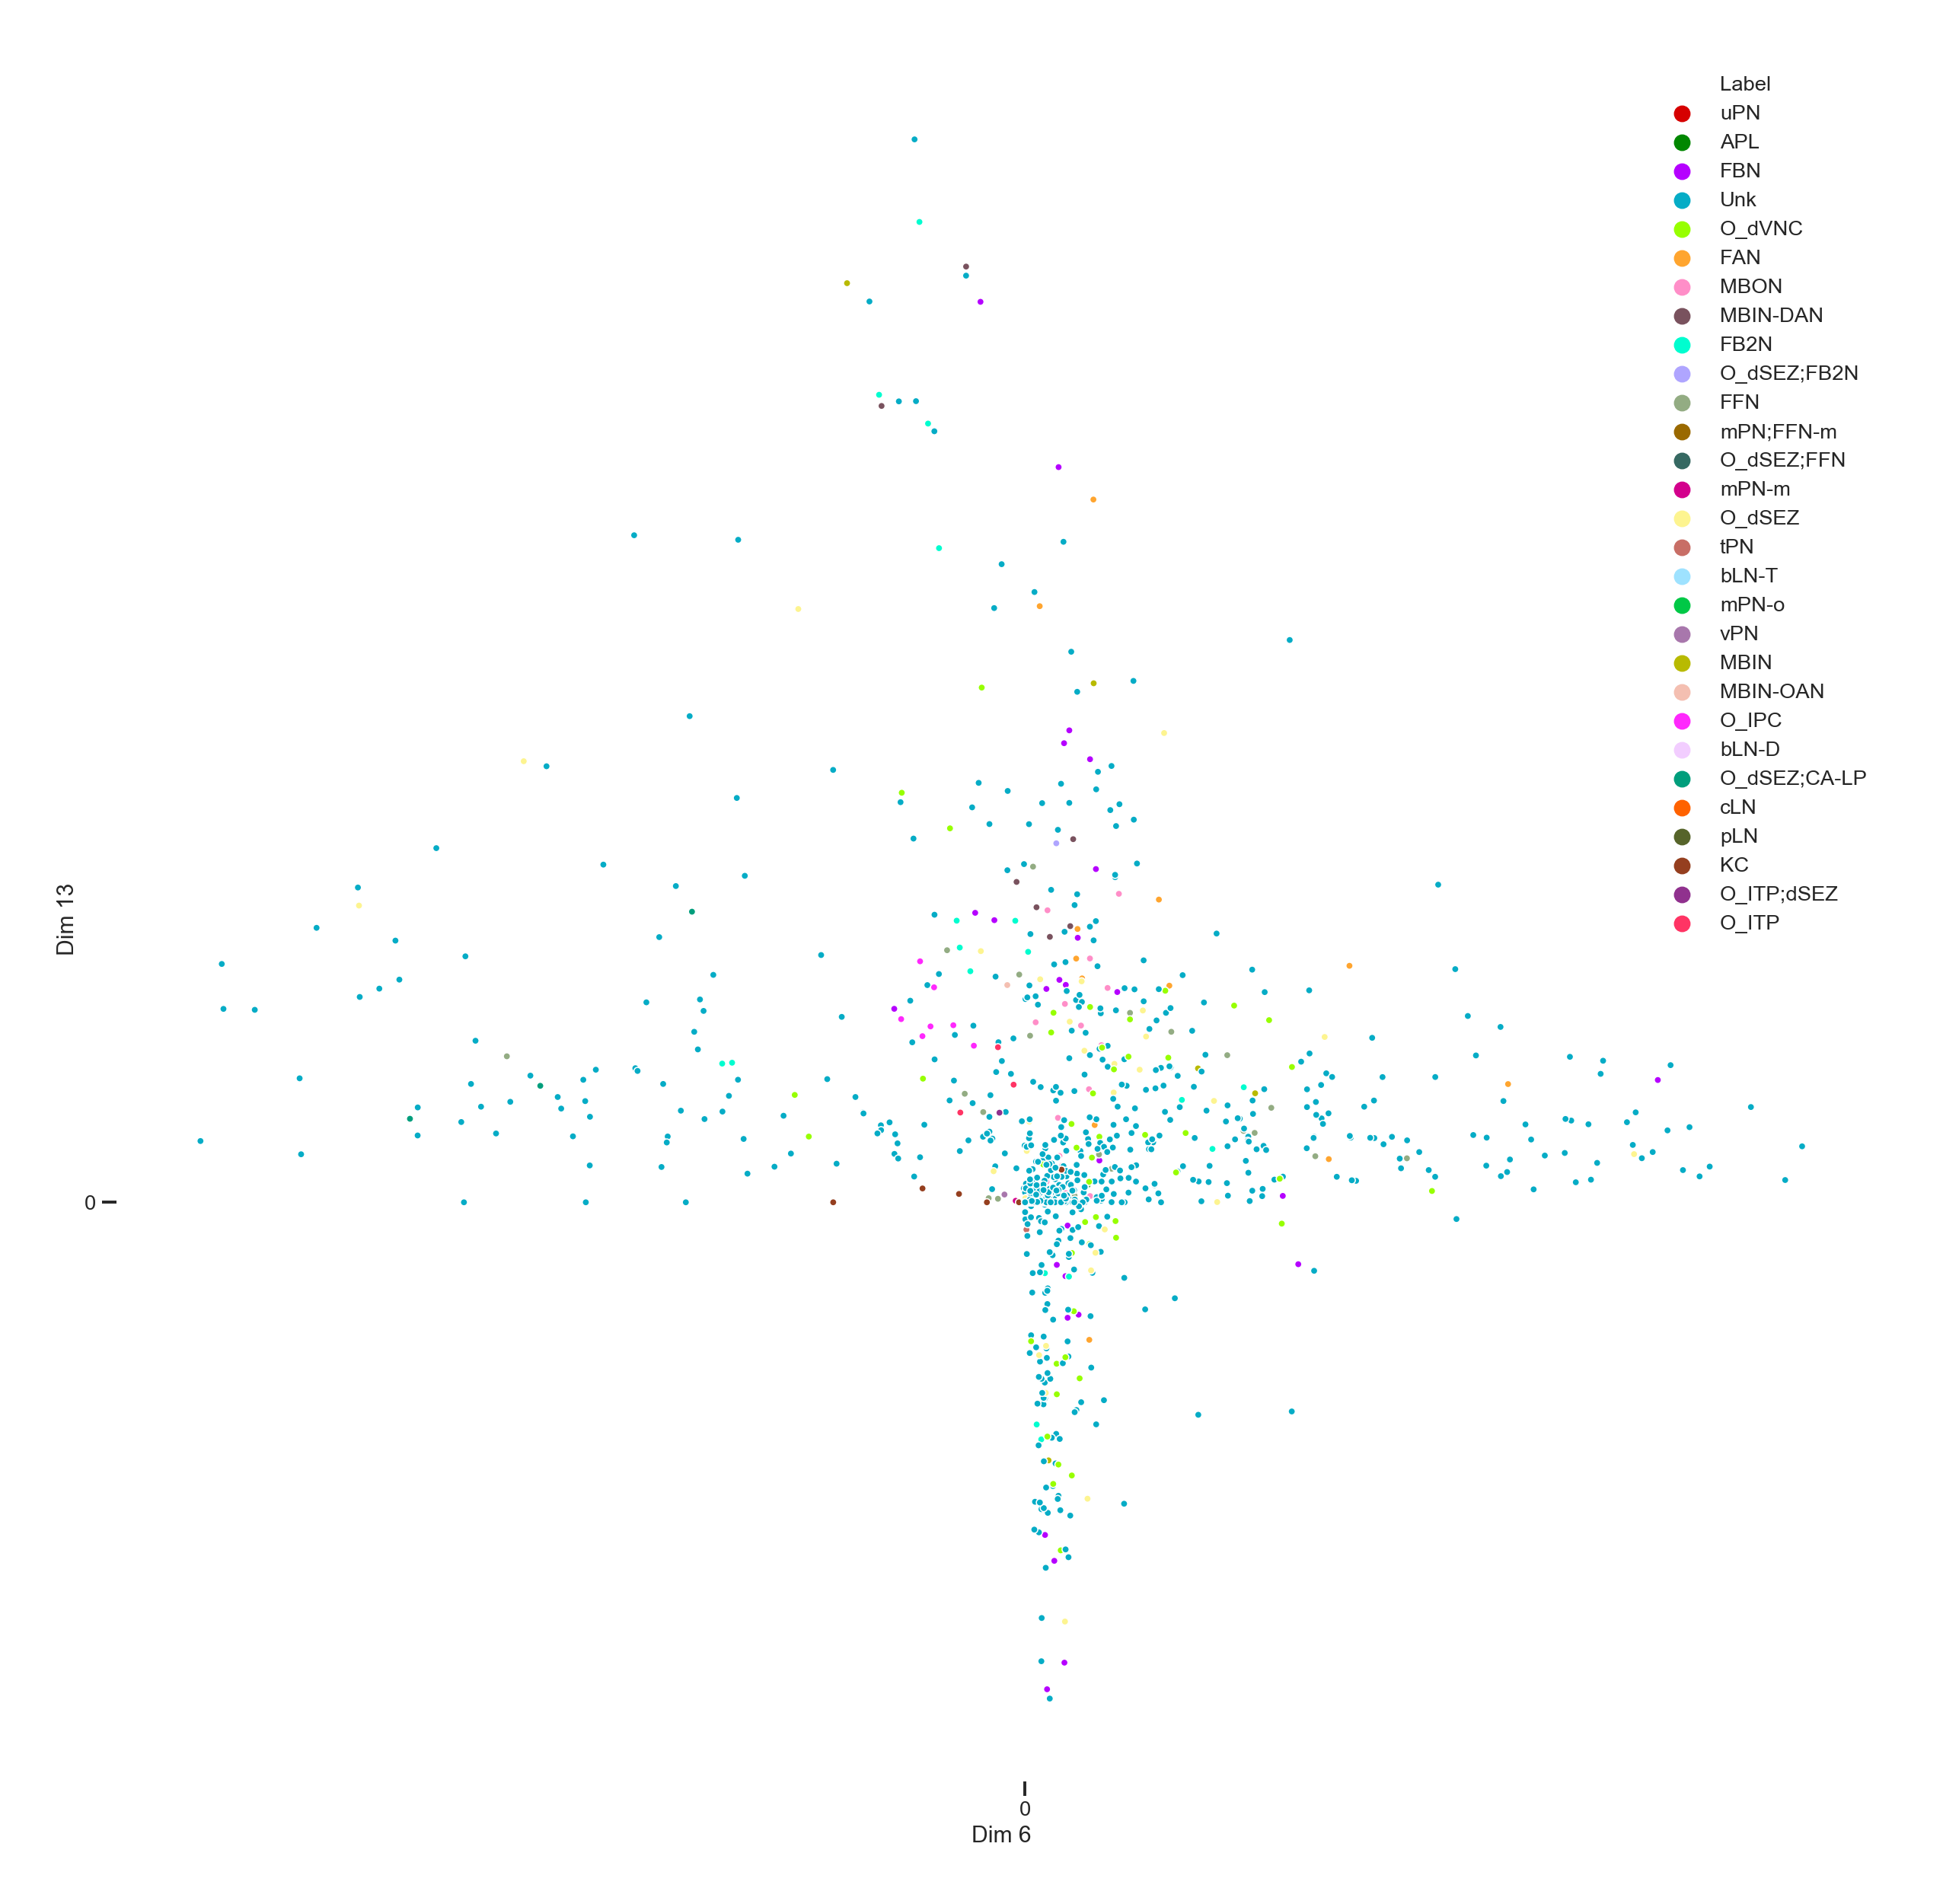 Label
uPN
APL
FBN
Unk
O_dVNC
FAN
MBON
MBIN-DAN
FB2N
O_dSEZ;FB2N
FFN
mPN;FFN-m
O_dSEZ;FFN
mPN-m
O_dSEZ
tPN
bLN-T
mPN-o
vPN
MBIN
MBIN-OAN
O_IPC
bLN-D
O_dSEZ;CA-LP
cLN
pLN
KC
O_ITP;dSEZ
O_ITP
Dim 13
0
0
Dim 6